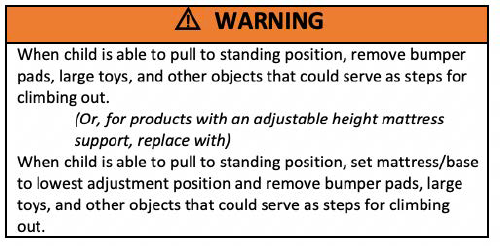 ⚠ WARNING
When child is able to pull to standing position, remove bumper
pads, large toys, and other objects that could serve as steps for
climbing out.
(Or, for products with an adjustable height mattress
support, replace with)
When child is able to pull to standing position, set mattress/base
to lowest adjustment position and remove bumper pads, large
toys, and other objects that could serve as steps for climbing
out.